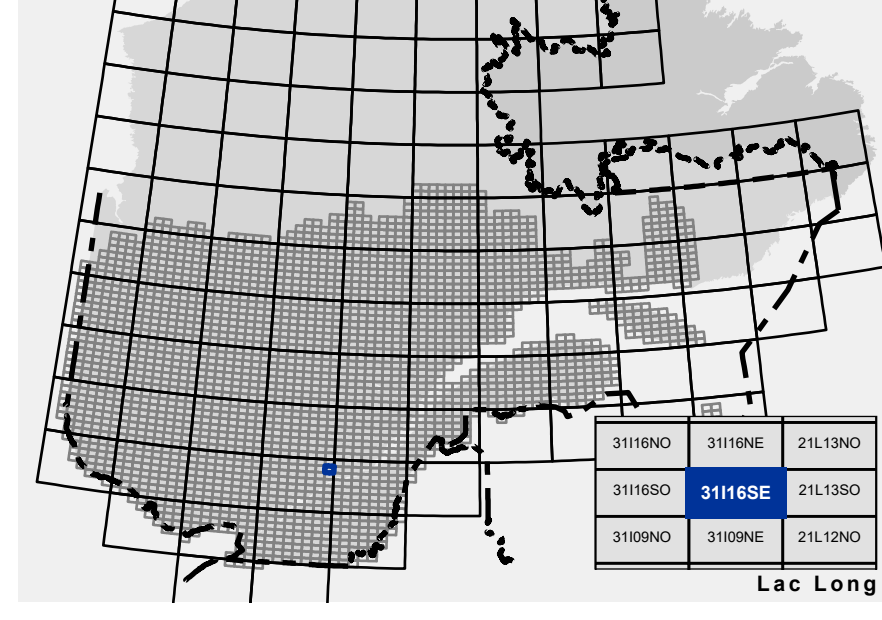 31I16NO 31I16NE 21L13NO
31I16SO 31I16SE 21L13SO
31I09NO 31I09NE 21L12NO
Lac Long